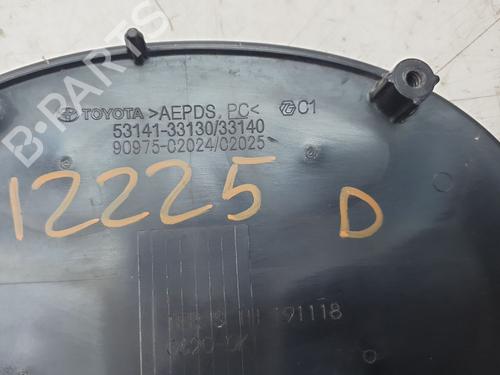 TOYOTA >AEPDS, PC< C1
53141-33130/33140
90975-02024/02025
12225 D
191118
B-Parts